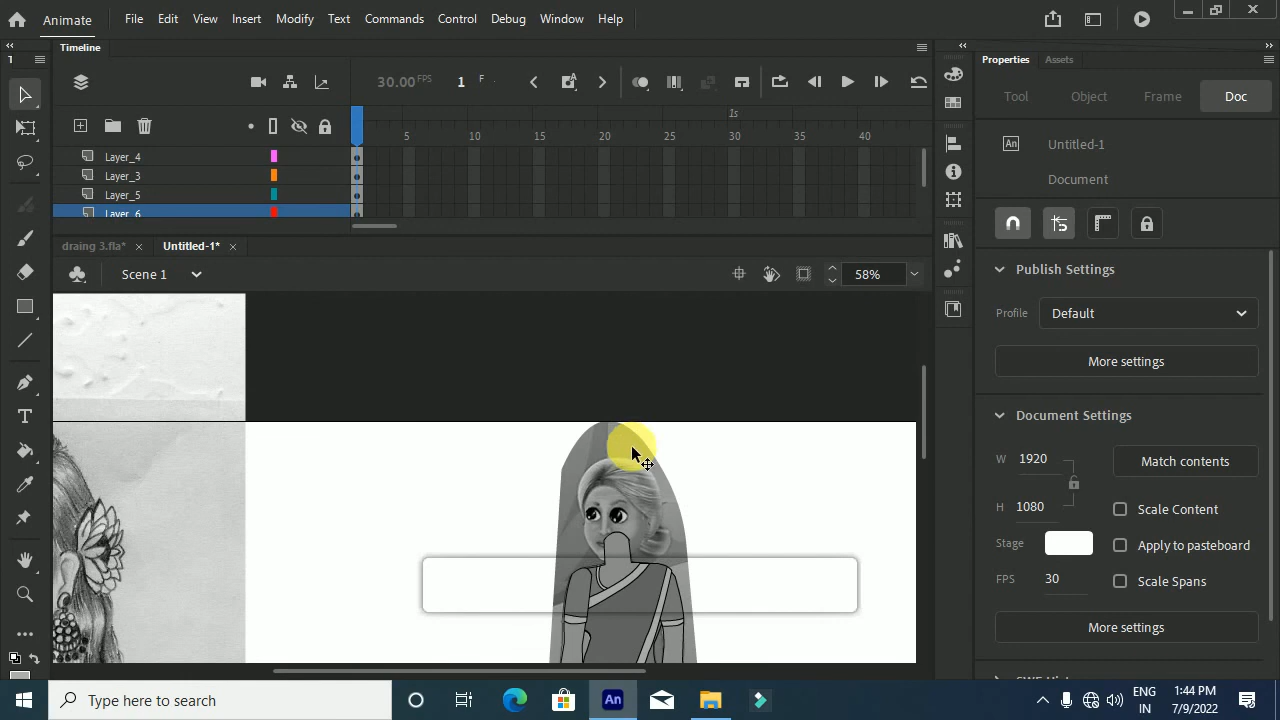 Animate File Edit View Insert Modify Text Commands Control Debug Window Help
Timeline
Properties Assets
30.00 FPS 1 F
Tool Object Frame Doc
1s
5 10 15 20 25 30 35 40
An Untitled-1
Document
Layer_4
Layer_3
Layer_5
Layer_6
draing 3.fla* Untitled-1*
Scene 1 58%
Publish Settings
Profile Default
More settings
Document Settings
W 1920 Match contents
H 1080 Scale Content
Stage Apply to pasteboard
FPS 30 Scale Spans
More settings
Type here to search An
ENG
IN
1:44 PM
7/9/2022